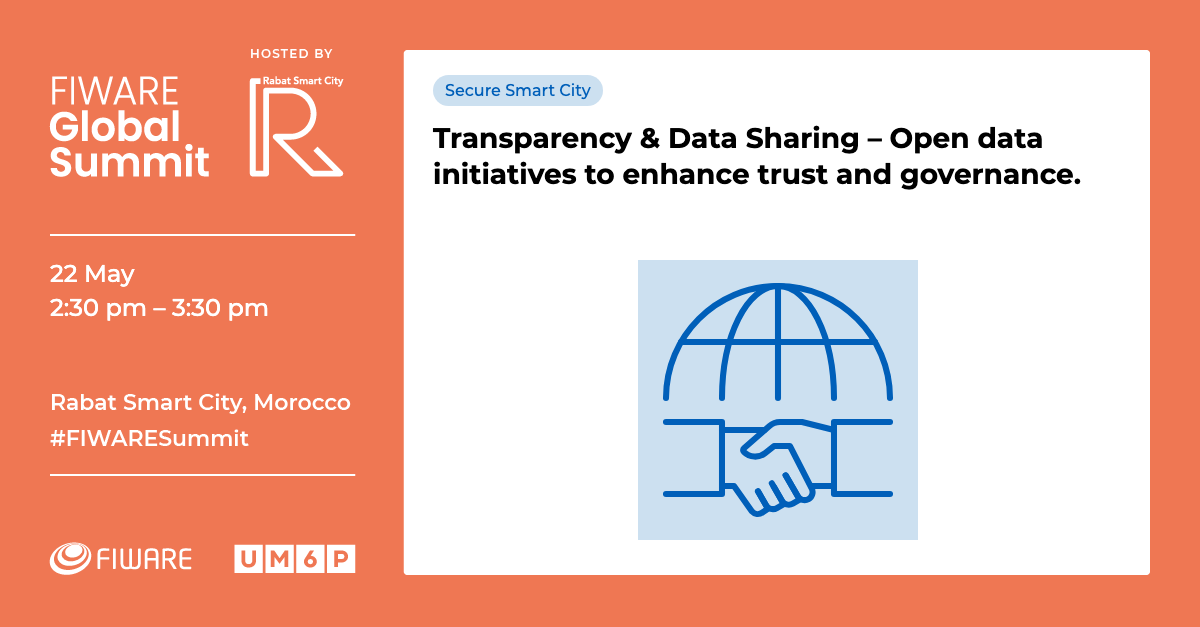 HOSTED BY
FIWARE
Global
Summit
Rabat Smart City
R
22 May
2:30 pm – 3:30 pm
Rabat Smart City, Morocco
#FIWARESummit
FIWARE
UM6P
Secure Smart City
Transparency & Data Sharing – Open data
initiatives to enhance trust and governance.